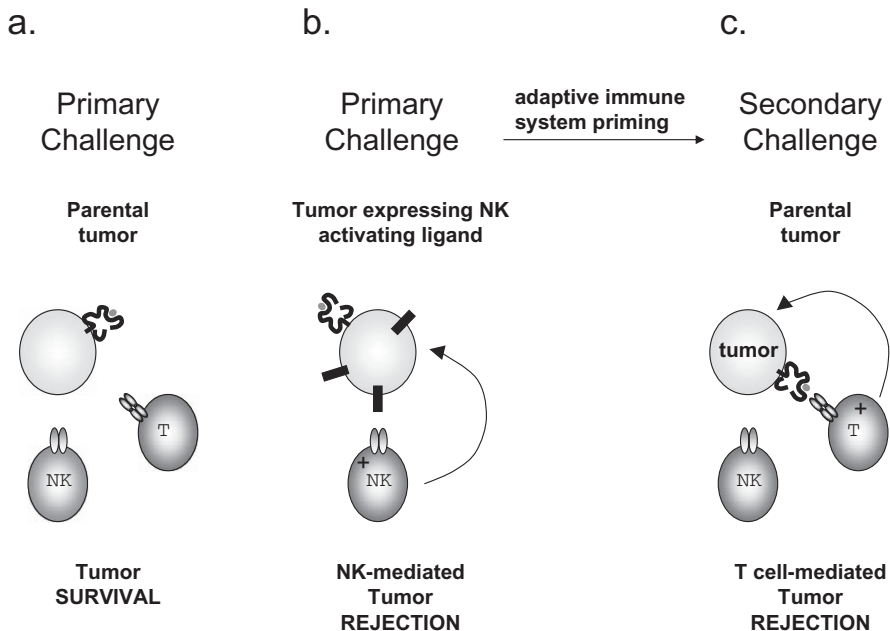 a.
Primary
Challenge
Parental
tumor
T
NK
Tumor
SURVIVAL
b.
Primary
Challenge
Tumor expressing NK
activating ligand
+
NK
NK-mediated
Tumor
REJECTION
adaptive immune
system priming
c.
Secondary
Challenge
Parental
tumor
tumor
+
T
NK
T cell-mediated
Tumor
REJECTION